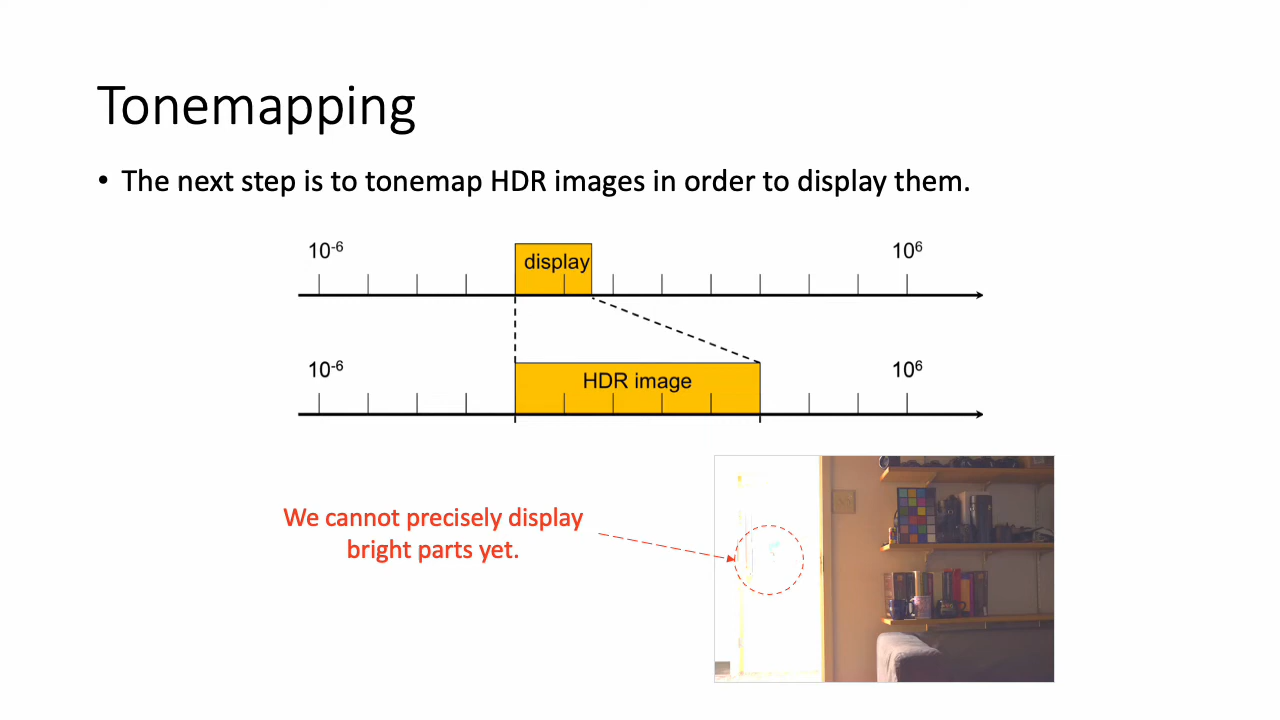 Tonemapping
• The next step is to tonemap HDR images in order to display them.
10⁻⁶
display
10⁶
10⁻⁶
HDR image
10⁶
We cannot precisely display
bright parts yet.